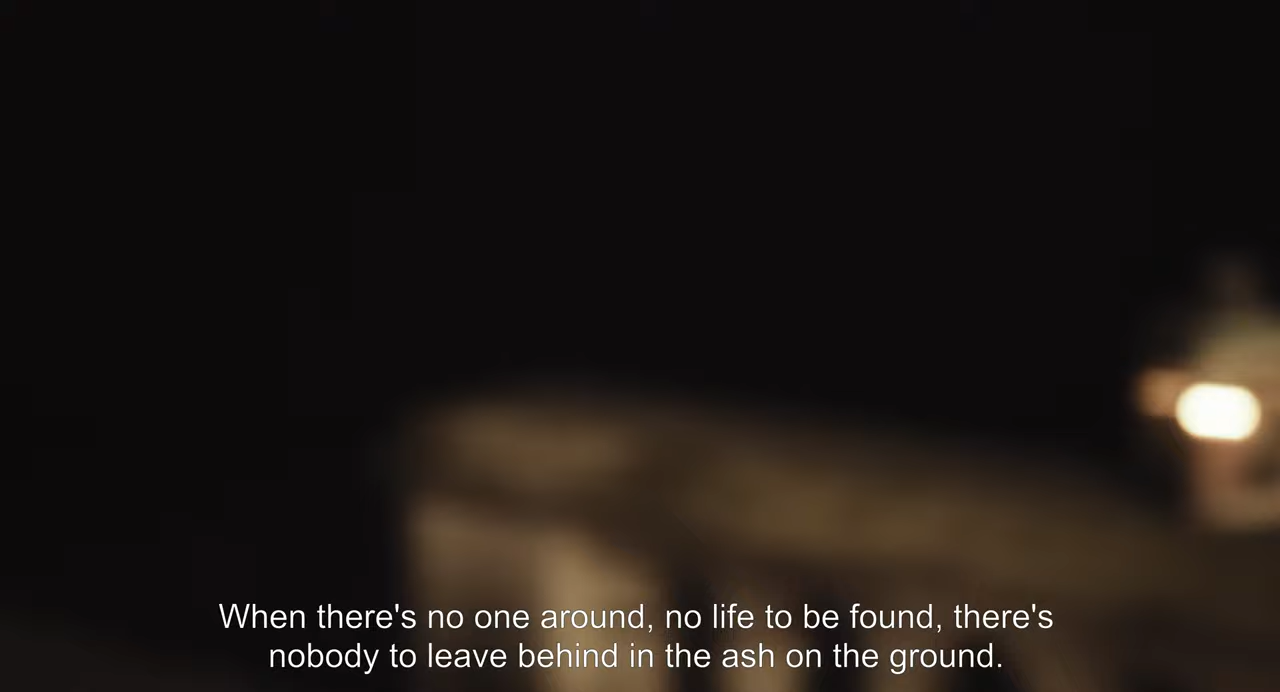 When there's no one around, no life to be found, there's
nobody to leave behind in the ash on the ground.